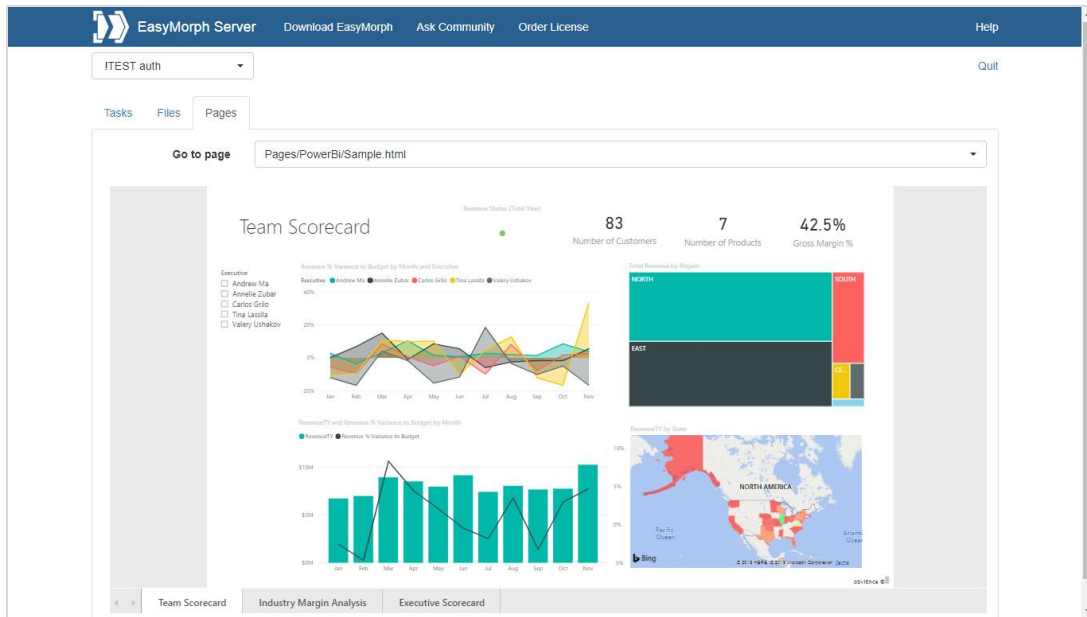 EasyMorph Server Download EasyMorph Ask Community Order License Help
!TEST auth Quit
Tasks Files Pages
Go to page Pages/PowerBi/Sample.html
Team Scorecard
Revenue Status (Total Year)
83
Number of Customers
7
Number of Products
42.5%
Gross Margin %
Executive
Andrew Ma
Annelie Zubar
Carlos Grilo
Tina Lassila
Valery Ushakov
Revenue % Variance to Budget by Month and Executive
Executive Andrew Ma Annelie Zubar Carlos Grilo Tina Lassila Valery Ushakov
40%
20%
0%
-20%
Jan Feb Mar Apr May Jun Jul Aug Sep Oct Nov
Total Revenue by Region
NORTH
SOUTH
EAST
CE...
RevenueTY and Revenue % Variance to Budget by Month
RevenueTY Revenue % Variance to Budget
$10M
$5M
$0M
10%
5%
0%
-5%
Jan Feb Mar Apr May Jun Jul Aug Sep Oct Nov
RevenueTY by State
NORTH AMERICA
Pacific
Ocean
Atlant
Ocea
Bing
obviEnce ©
Team Scorecard Industry Margin Analysis Executive Scorecard